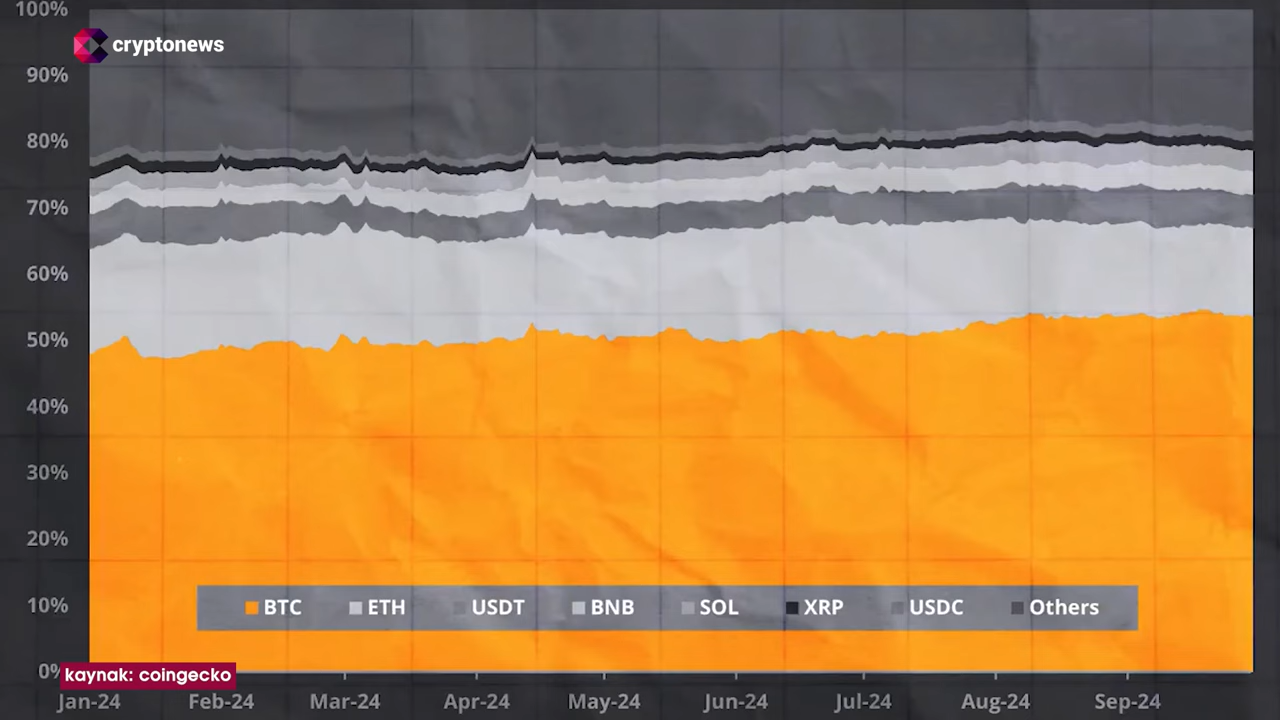 100%
cryptonews
90%
80%
70%
60%
50%
40%
30%
20%
10%
BTC ETH USDT BNB SOL XRP USDC Others
0%
kaynak: coingecko
Jan-24 Feb-24 Mar-24 Apr-24 May-24 Jun-24 Jul-24 Aug-24 Sep-24